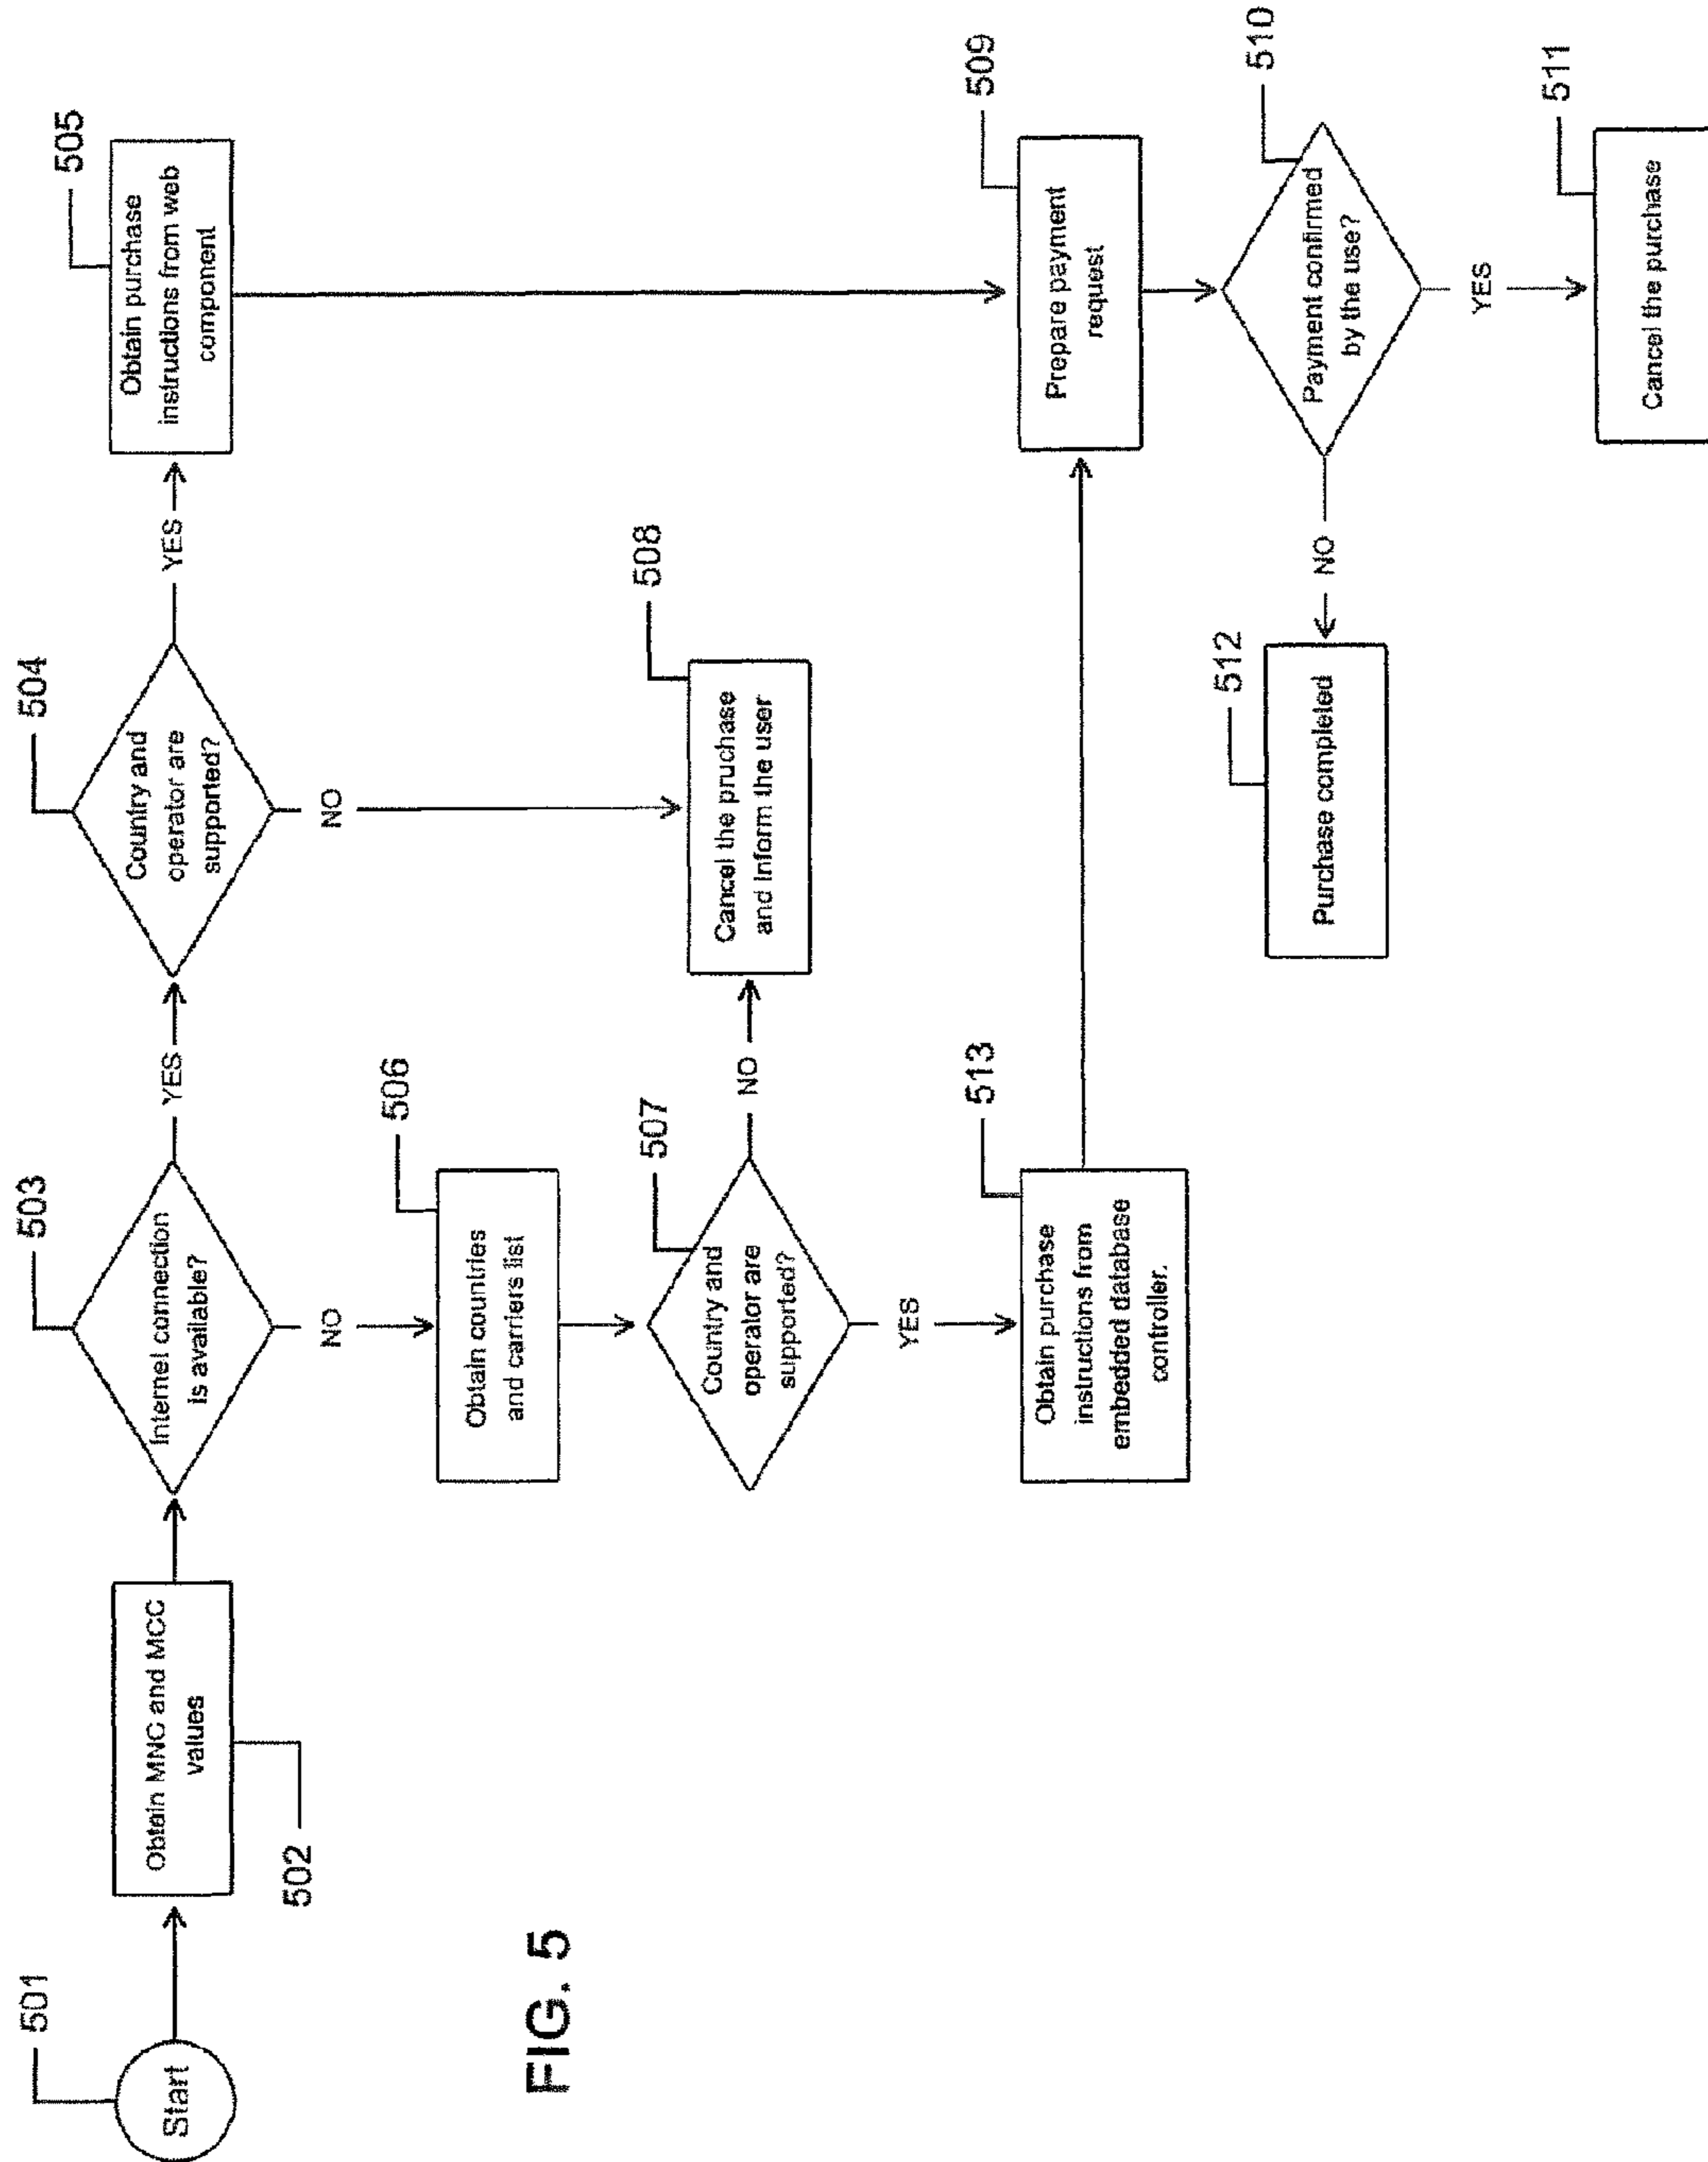 501
Start
502
Obtain MNC and MCC
values
503
Internel connection
is available?
YES
NO
504
Country and
operator are
supported?
YES
NO
505
Obtain purchase
instructions from web
component
506
Obtain countries
and carriers list
507
Country and
operator are
supported?
NO
YES
508
Cancel the pruchase
and Inform the user
513
Obtain purchase
instructions from
embedded database
controller.
509
Prepare payment
request
510
Payment confirmed
by the use?
NO
YES
512
Purchase completed
511
Cancel the purchase
FIG. 5